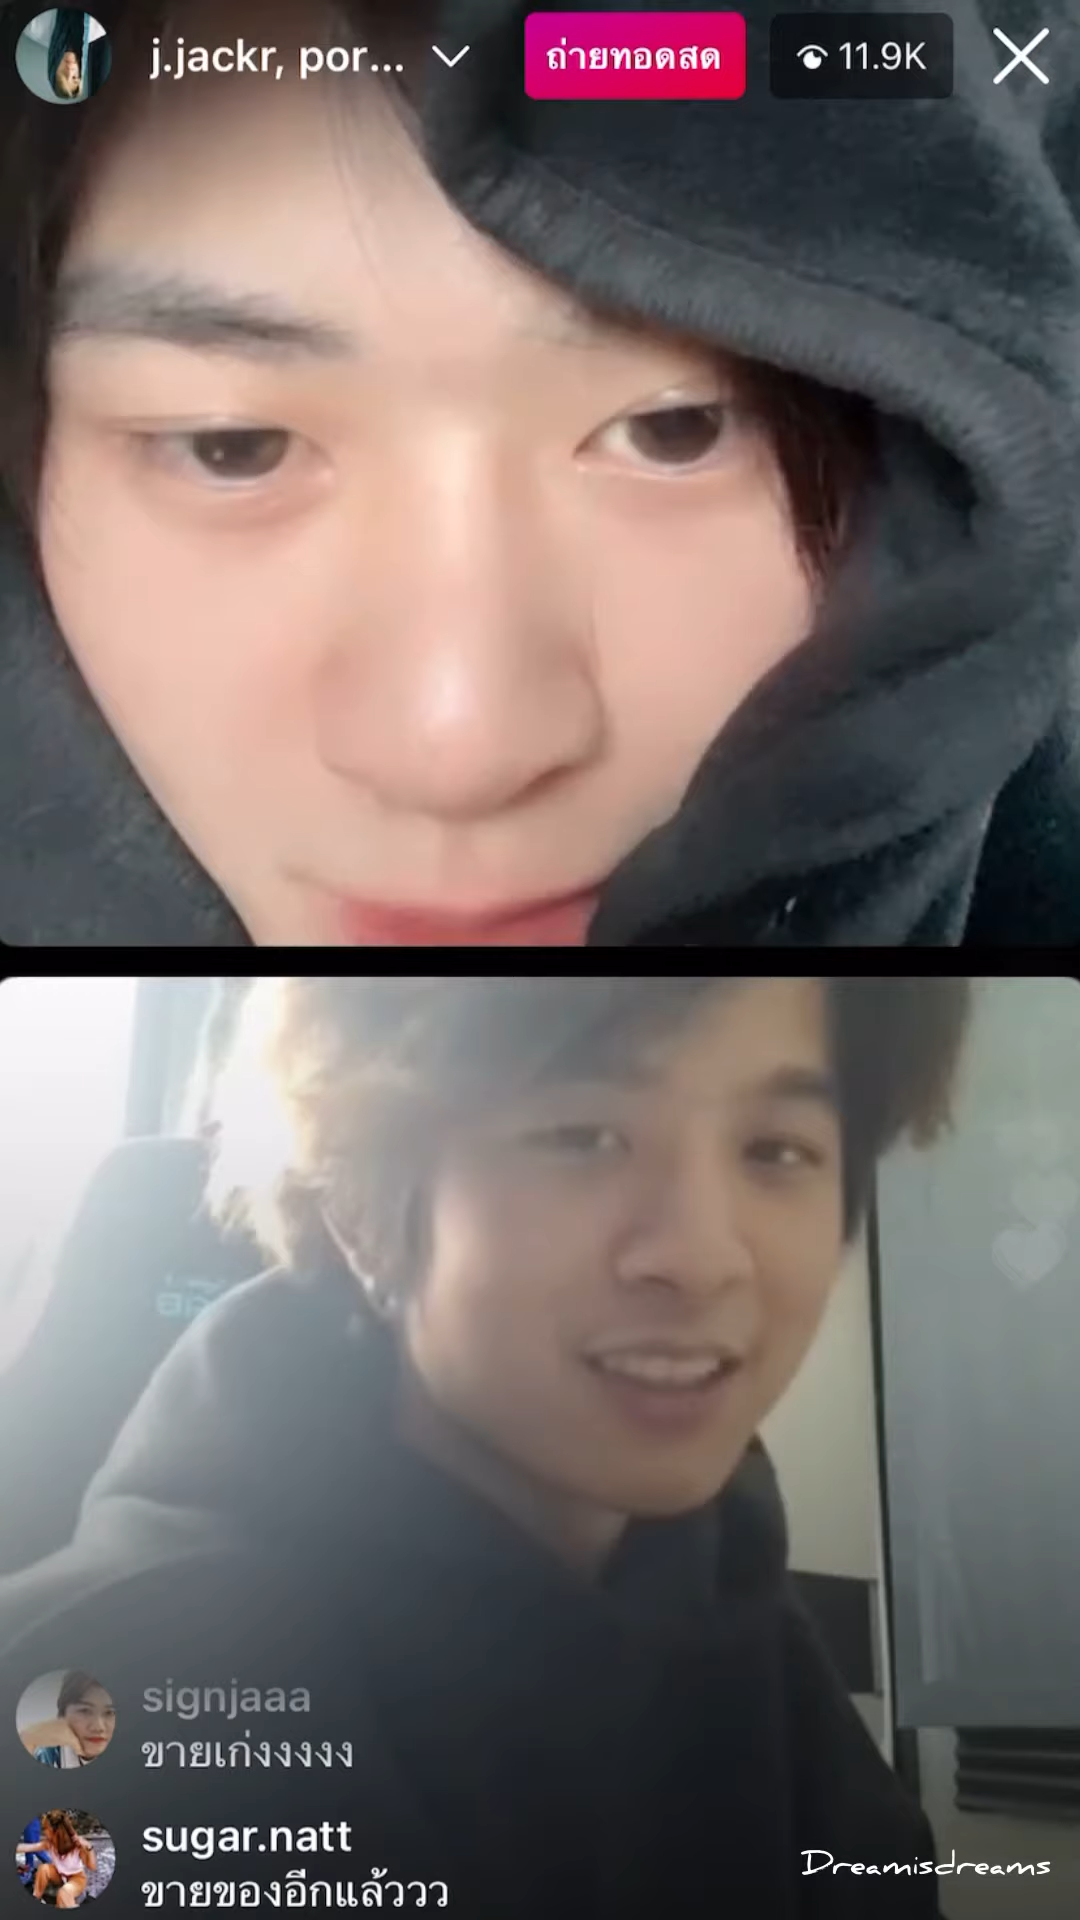 j.jackr, por...
ถ่ายทอดสด
11.9K
signjaaa
ขายเก่งงงงง
sugar.natt
ขายของอีกแล้ววว
Dreamisdreams